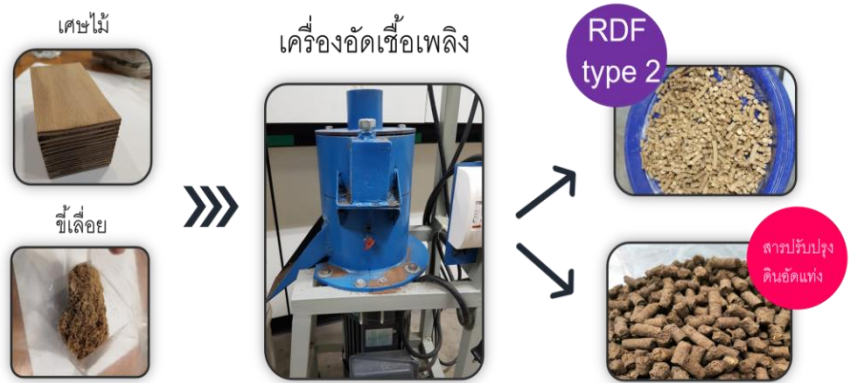 เศษไม้
ขี้เลื่อย
เครื่องอัดเชื้อเพลิง
RDF
type 2
สารปรับปรุง
ดินอัดแท่ง